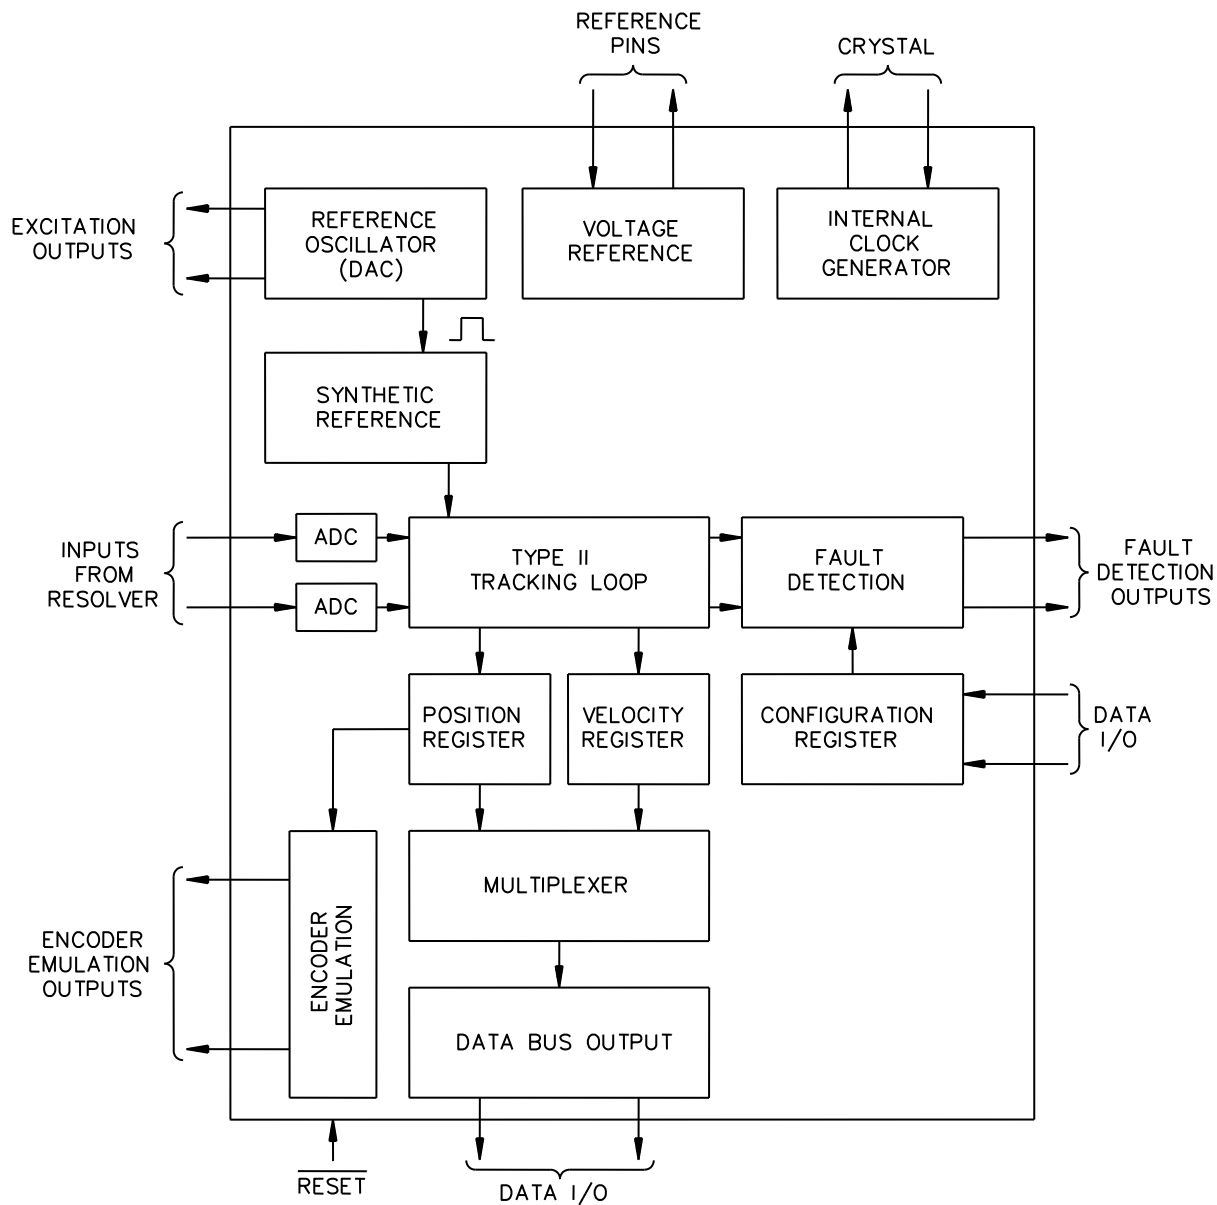 REFERENCE
PINS
CRYSTAL
EXCITATION
OUTPUTS
REFERENCE
OSCILLATOR
(DAC)
VOLTAGE
REFERENCE
INTERNAL
CLOCK
GENERATOR
SYNTHETIC
REFERENCE
INPUTS
FROM
RESOLVER
ADC
ADC
TYPE II
TRACKING LOOP
FAULT
DETECTION
FAULT
DETECTION
OUTPUTS
POSITION
REGISTER
VELOCITY
REGISTER
CONFIGURATION
REGISTER
DATA
I/O
ENCODER
EMULATION
OUTPUTS
ENCODER
EMULATION
MULTIPLEXER
DATA BUS OUTPUT
RESET
DATA I/O